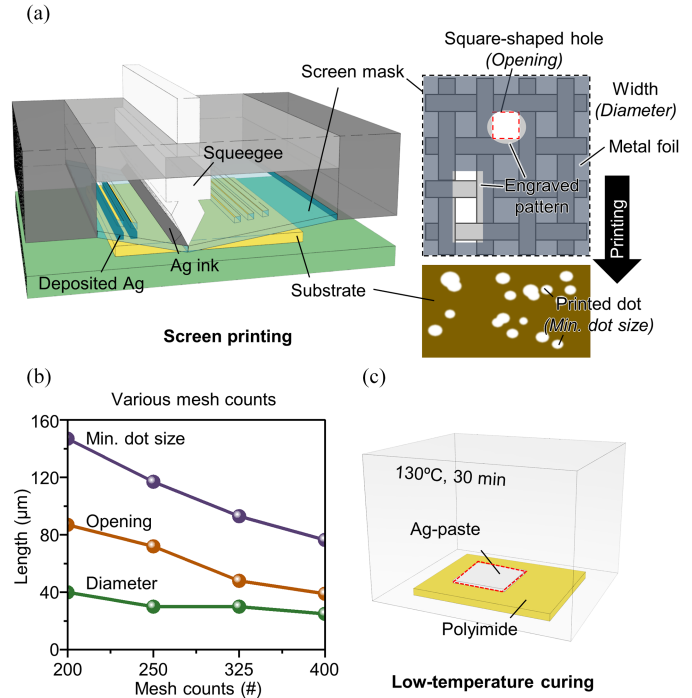 (a)
Square-shaped hole
(Opening)
Screen mask
Width
(Diameter)
Squeegee
Metal foil
Engraved
pattern
Printing
Ag ink
Deposited Ag
Substrate
Printed dot
(Min. dot size)
Screen printing
(b)
Various mesh counts
160
120
80
40
0
Length (μm)
Min. dot size
Opening
Diameter
200
250
325
400
Mesh counts (#)
(c)
130ºC, 30 min
Ag-paste
Polyimide
Low-temperature curing